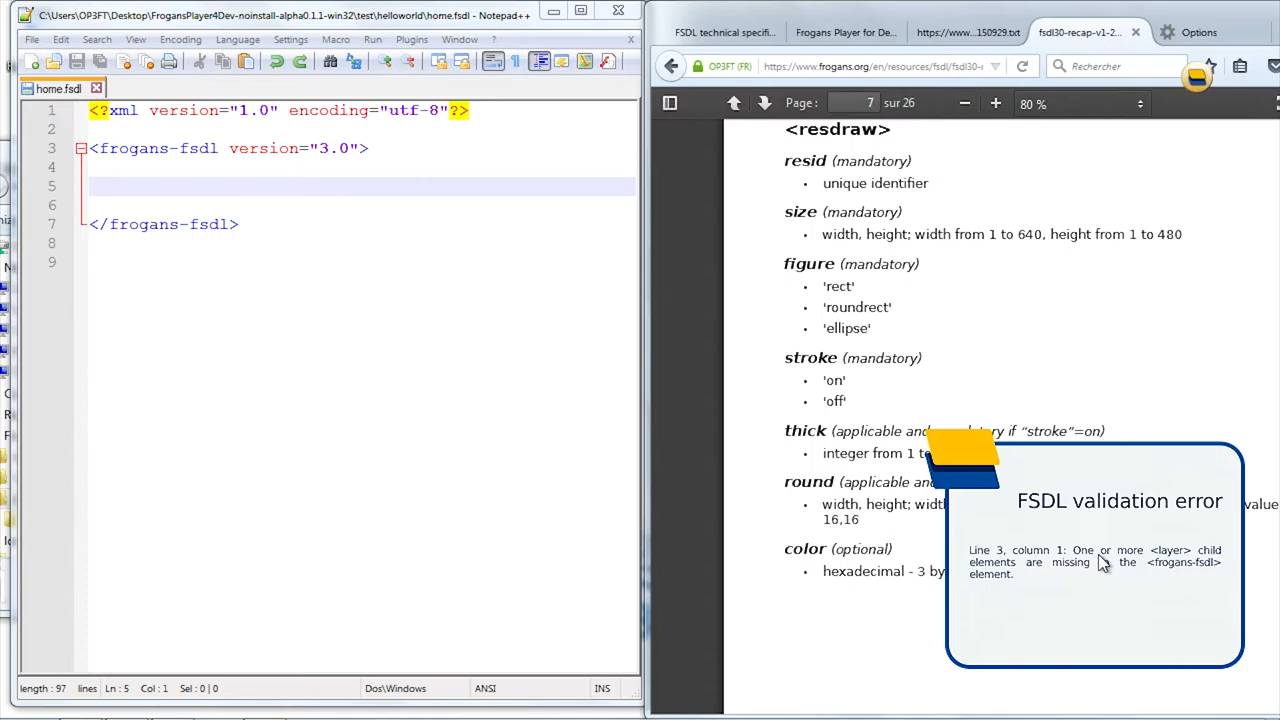 C:\Users\OP3FT\Desktop\FrogansPlayer4Dev-noinstall-alpha0.1.1-win32\test\helloworld\home.fsdl - Notepad++
File Edit Search View Encoding Language Settings Macro Run Plugins Window ? X
home.fsdl
1 <?xml version="1.0" encoding="utf-8"?>
2
3 <frogans-fsdl version="3.0">
4
5
6
7 </frogans-fsdl>
8
9
length : 97 lines Ln : 5 Col : 1 Sel : 0 | 0 Dos\Windows ANSI INS
FSDL technical specifi... Frogans Player for De... https://www....150929.txt fsdl30-recap-v1-2... Options
OP3FT (FR) https://www.frogans.org/en/resources/fsdl/fsdl30-r Rechercher
Page : 7 sur 26 80 %
<resdraw>
resid (mandatory)
• unique identifier
size (mandatory)
• width, height; width from 1 to 640, height from 1 to 480
figure (mandatory)
• 'rect'
• 'roundrect'
• 'ellipse'
stroke (mandatory)
• 'on'
• 'off'
thick (applicable and mandatory if “stroke”=on)
• integer from 1 to
round (applicable and
• width, height; width value
16,16
color (optional)
• hexadecimal - 3 by
FSDL validation error
Line 3, column 1: One or more <layer> child
elements are missing the <frogans-fsdl>
element.